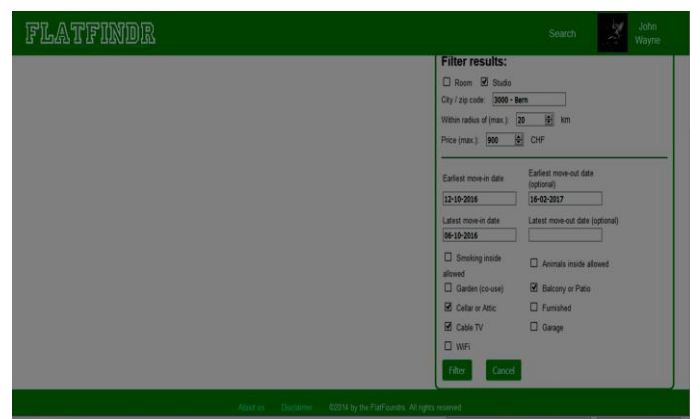 FLATFINDR
Search
John
Wayne
Filter results:
Room Studio
City / zip code: 3000 - Bern
Within radius of (max.): 20 km
Price (max.): 900 CHF
Earliest move-in date
Earliest move-out date
(optional)
12-10-2016 16-02-2017
Latest move-in date Latest move-out date (optional)
06-10-2016
Smoking inside
allowed
Animals inside allowed
Garden (co-use) Balcony or Patio
Cellar or Attic Furnished
Cable TV Garage
WiFi
Filter Cancel
About us Disclaimer ©2014 by the FlatFoundrs. All rights reserved